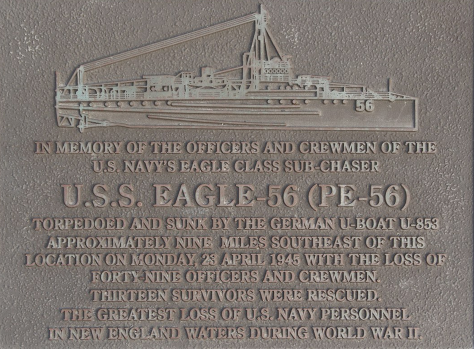 56
IN MEMORY OF THE OFFICERS AND CREWMEN OF THE
U.S. NAVY'S EAGLE CLASS SUB-CHASER
U.S.S. EAGLE-56 (PE-56)
TORPEDOED AND SUNK BY THE GERMAN U-BOAT U-853
APPROXIMATELY NINE MILES SOUTHEAST OF THIS
LOCATION ON MONDAY, 23 APRIL 1945 WITH THE LOSS OF
FORTY-NINE OFFICERS AND CREWMEN.
THIRTEEN SURVIVORS WERE RESCUED.
THE GREATEST LOSS OF U.S. NAVY PERSONNEL
IN NEW ENGLAND WATERS DURING WORLD WAR II.